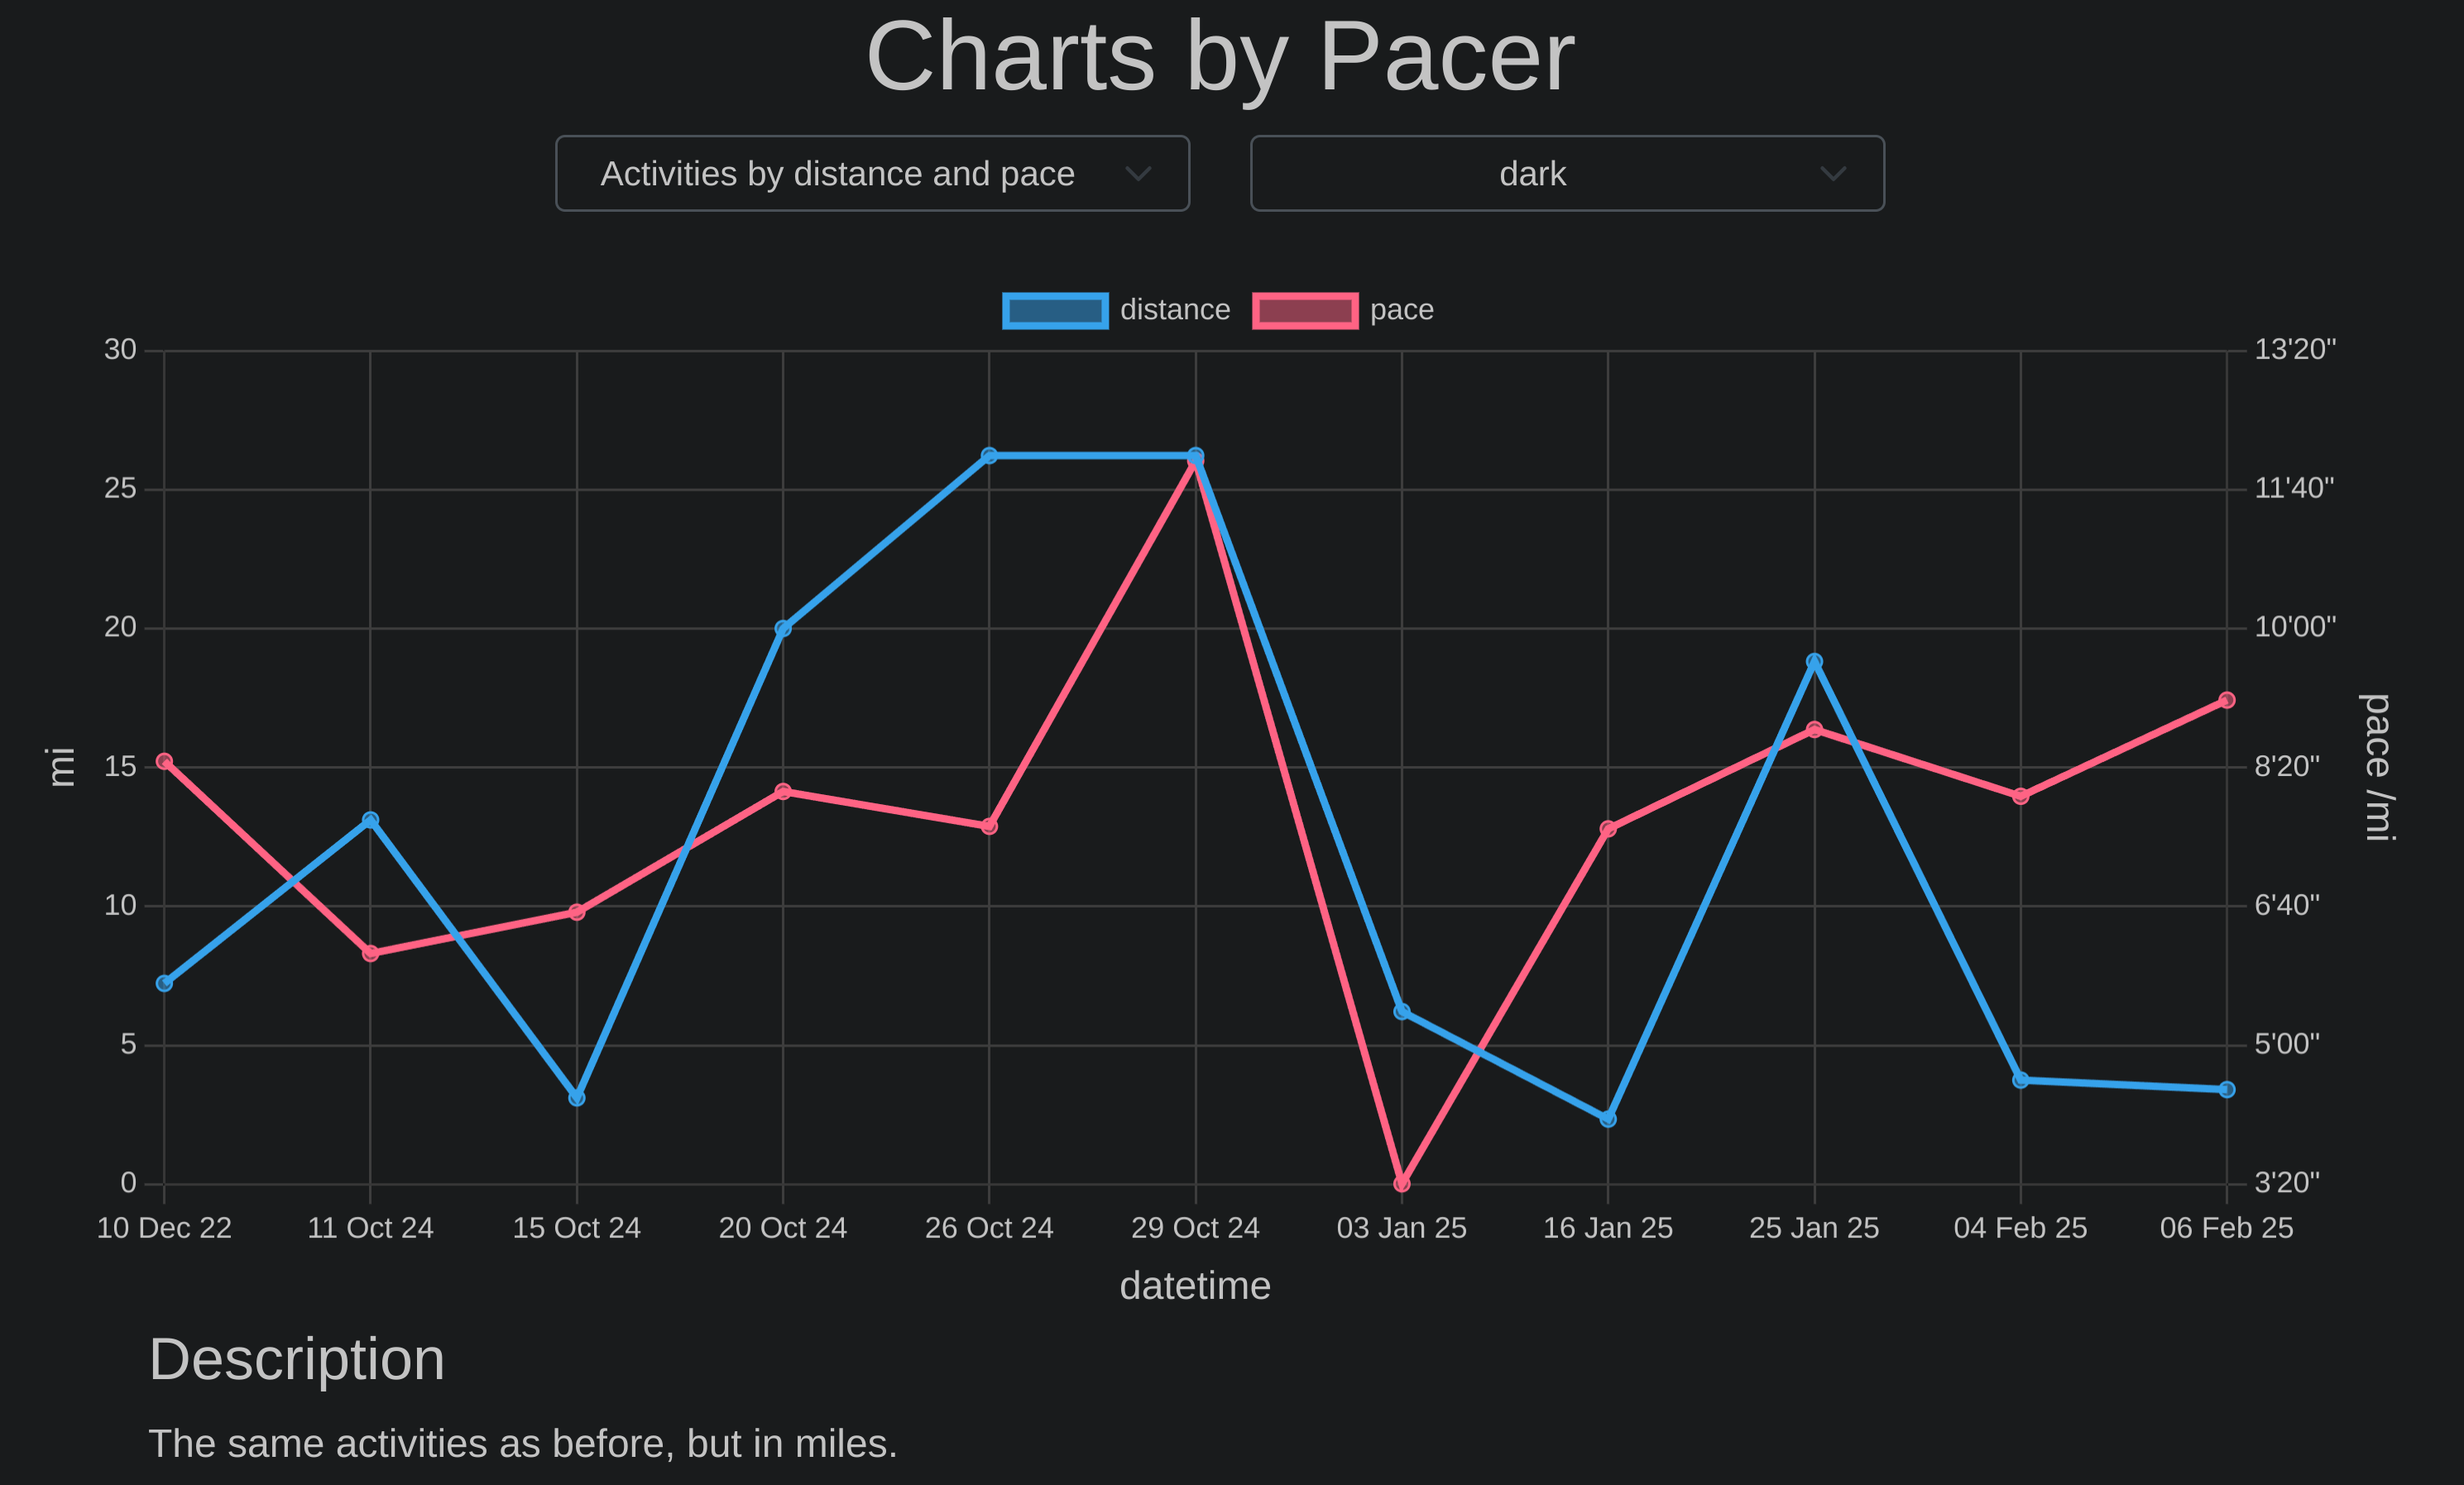 Charts by Pacer
Activities by distance and pace
dark
distance pace
30 13'20"
25 11'40"
20 10'00"
15 8'20"
10 6'40"
5 5'00"
0 3'20"
mi
pace /mi
10 Dec 22 11 Oct 24 15 Oct 24 20 Oct 24 26 Oct 24 29 Oct 24 03 Jan 25 16 Jan 25 25 Jan 25 04 Feb 25 06 Feb 25
datetime
Description
The same activities as before, but in miles.